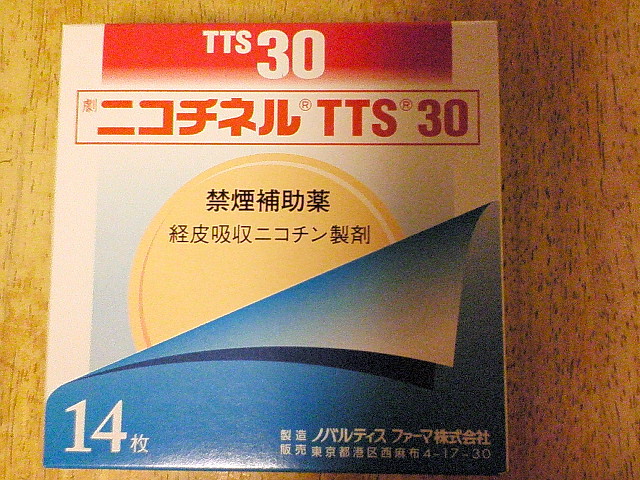 TTS 30
劇 ニコチネル® TTS® 30
禁煙補助薬
経皮吸収ニコチン製剤
14枚
製造 ノバルティス ファーマ株式会社
販売 東京都港区西麻布4-17-30